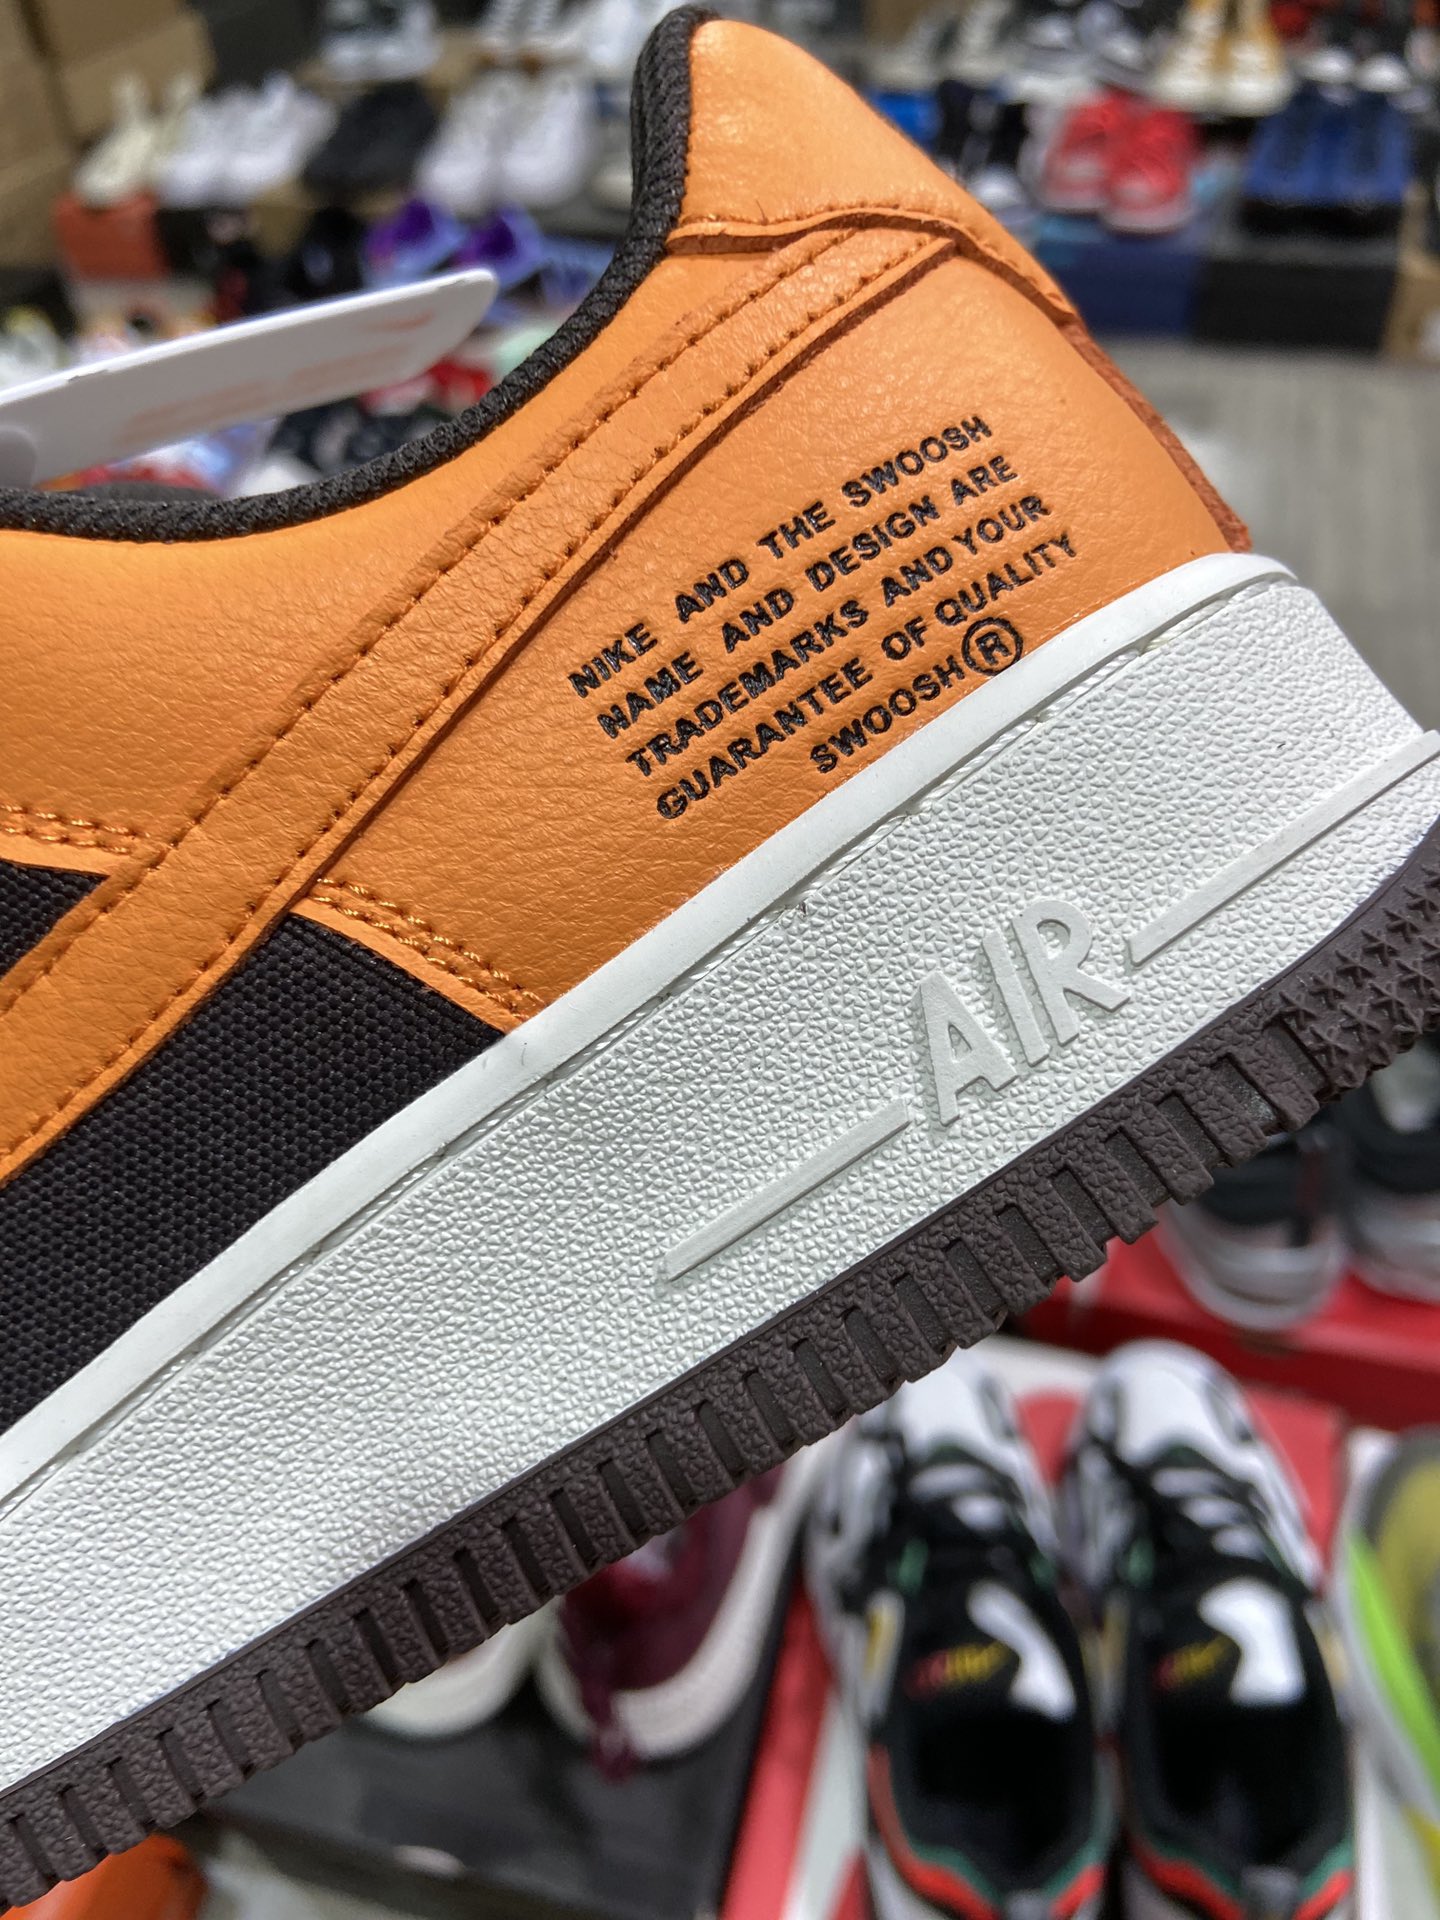 NIKE AND THE SWOOSH
NAME AND DESIGN ARE
TRADEMARKS AND YOUR
GUARANTEE OF QUALITY
SWOOSH®
AIR